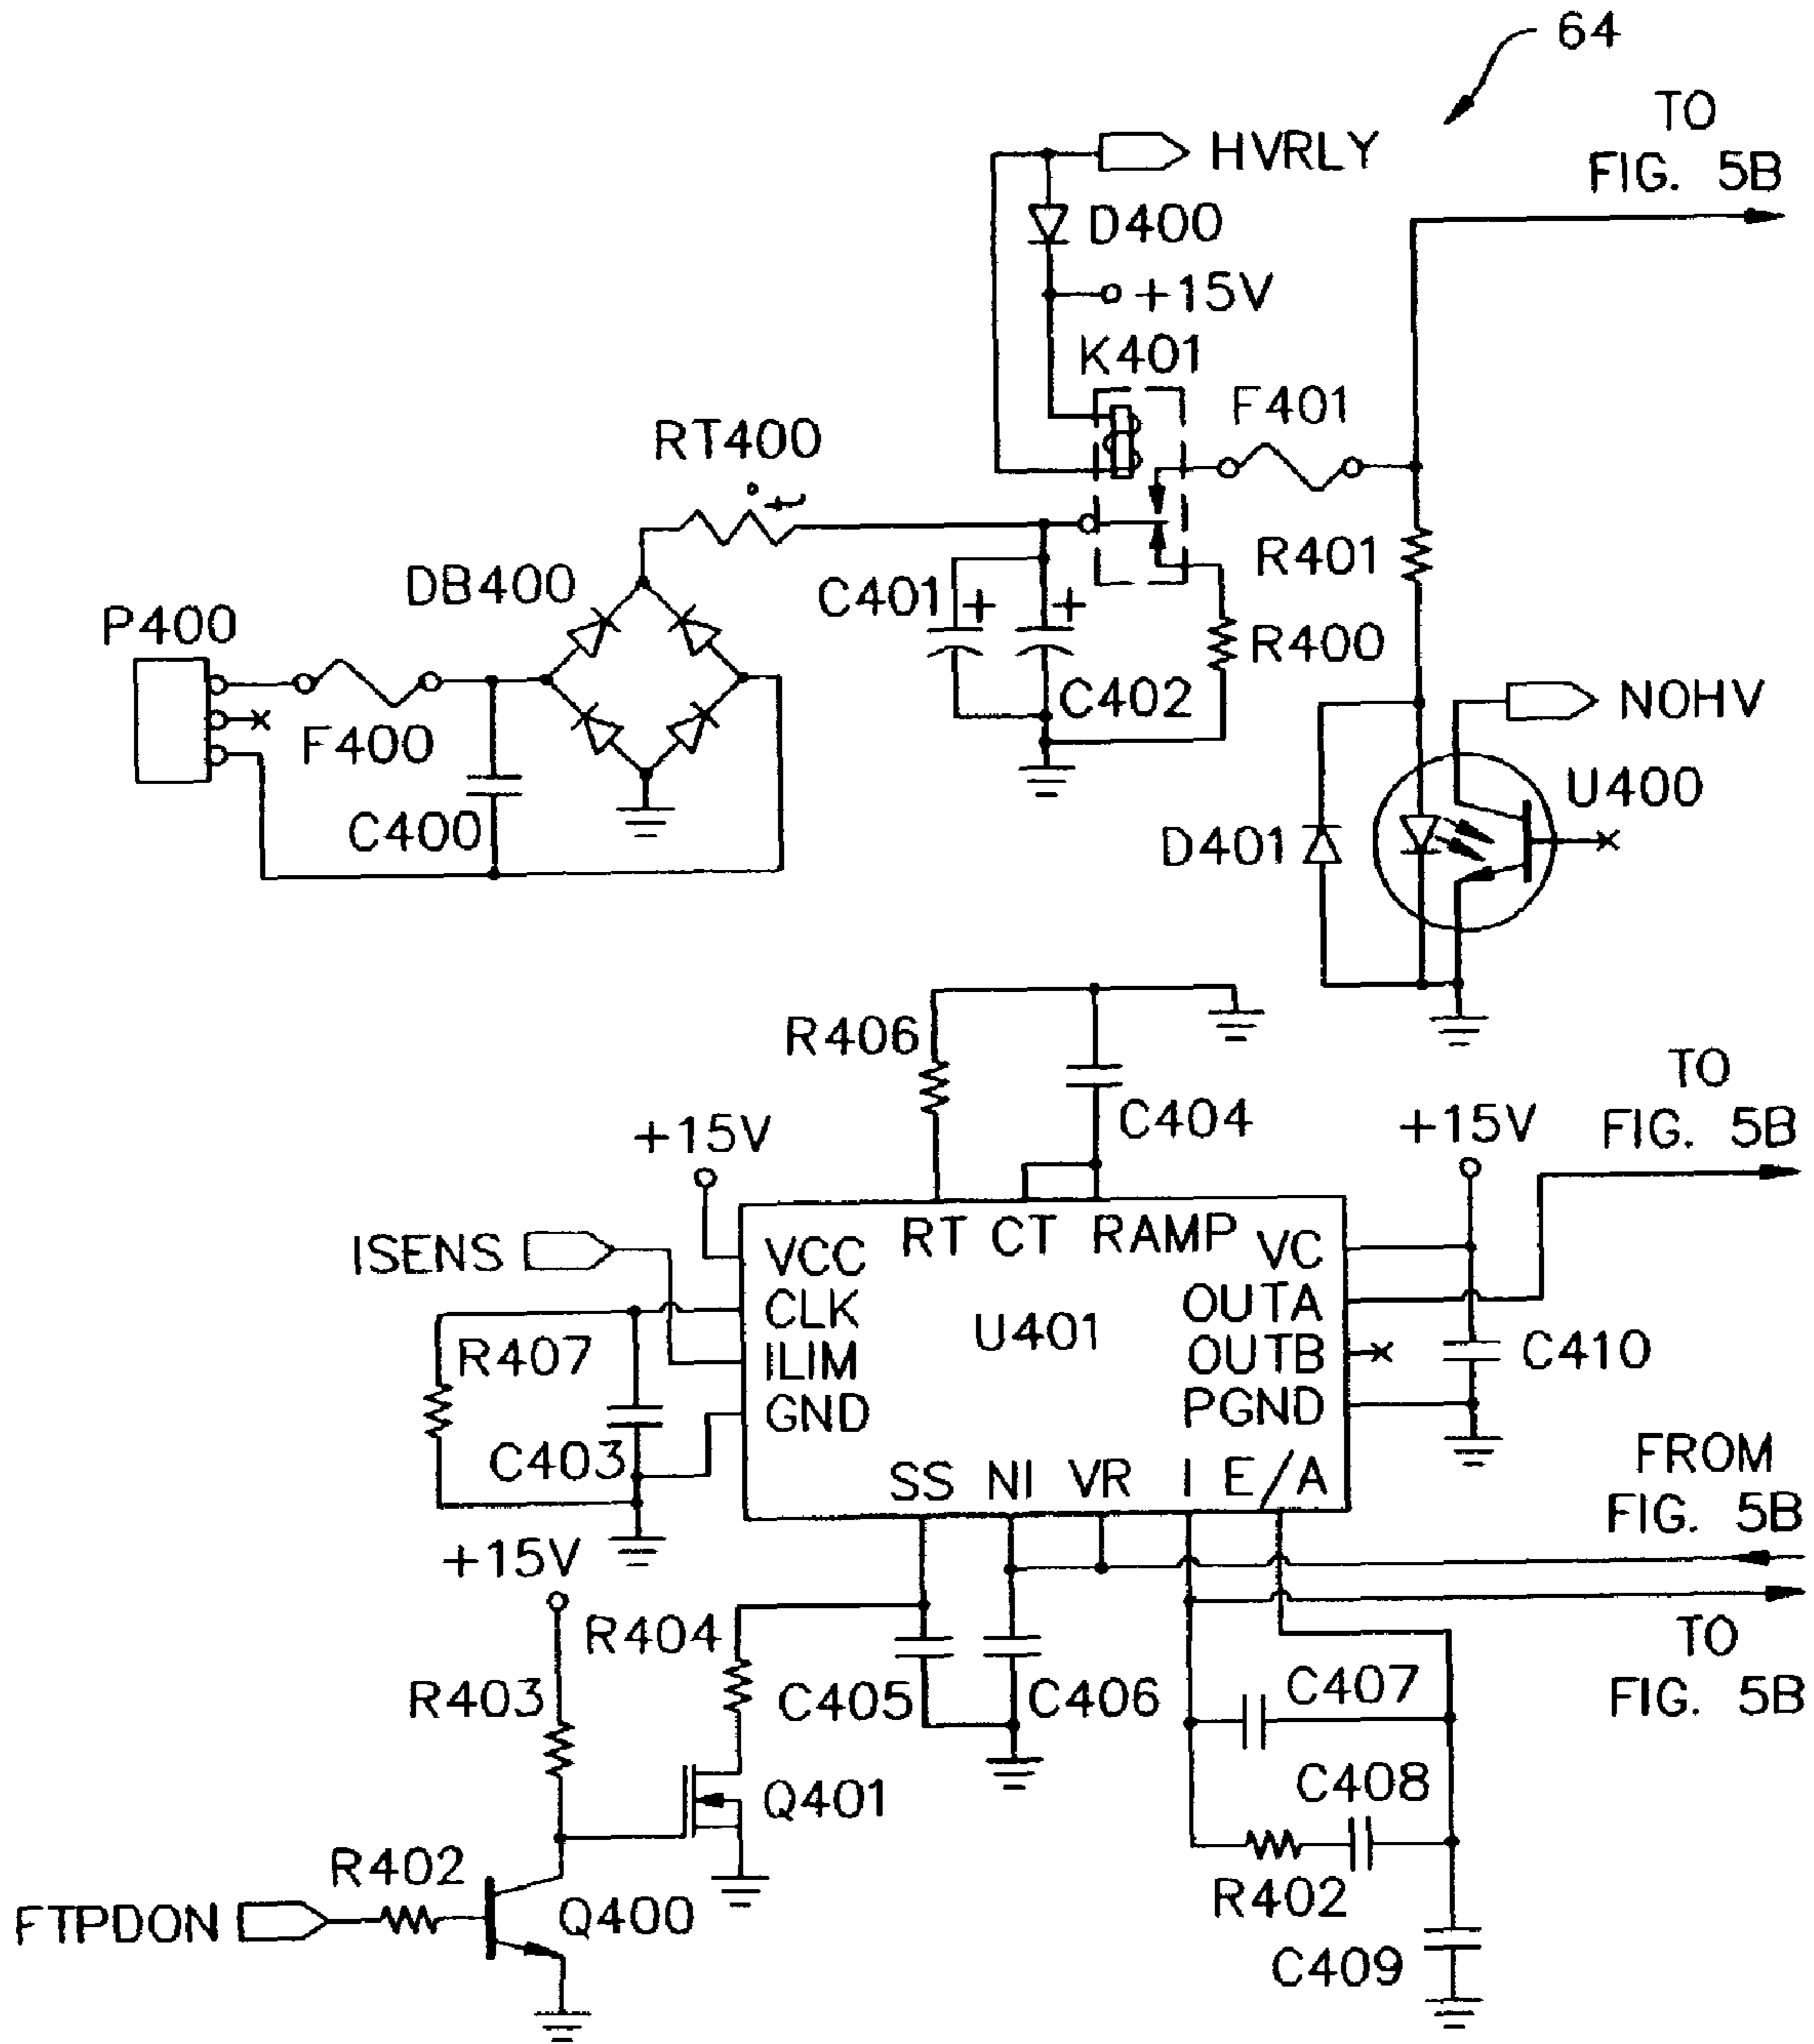 64
TO
FIG. 5B
HVRLY
D400
+15V
K401
F401
RT400
°t
R401
DB400
C401 +
+
P400
R400
C402
NOHV
F400
U400
C400
D401
R406
C404
TO
FIG. 5B
+15V
+15V
ISENS
VCC
RT CT RAMP
VC
CLK
OUTA
R407
ILIM
U401
OUTB
C410
GND
PGND
C403
SS NI VR I E/A
FROM
FIG. 5B
+15V
R404
TO
FIG. 5B
R403
C405
C406
C407
Q401
C408
R402
R402
FTPDON
Q400
C409